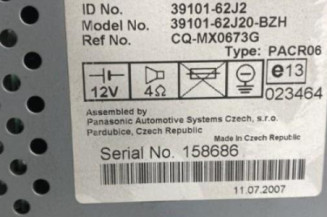 ID No. 39101-62J2
Model No. 39101-62J20-BZH
Ref No. CQ-MX0673G
Type: PACR06
12V 4Ω e13
023464
Assembled by
Panasonic Automotive Systems Czech, s.r.o.
Pardubice, Czech Republic
Made in Czech Republic
Serial No. 158686
11.07.2007